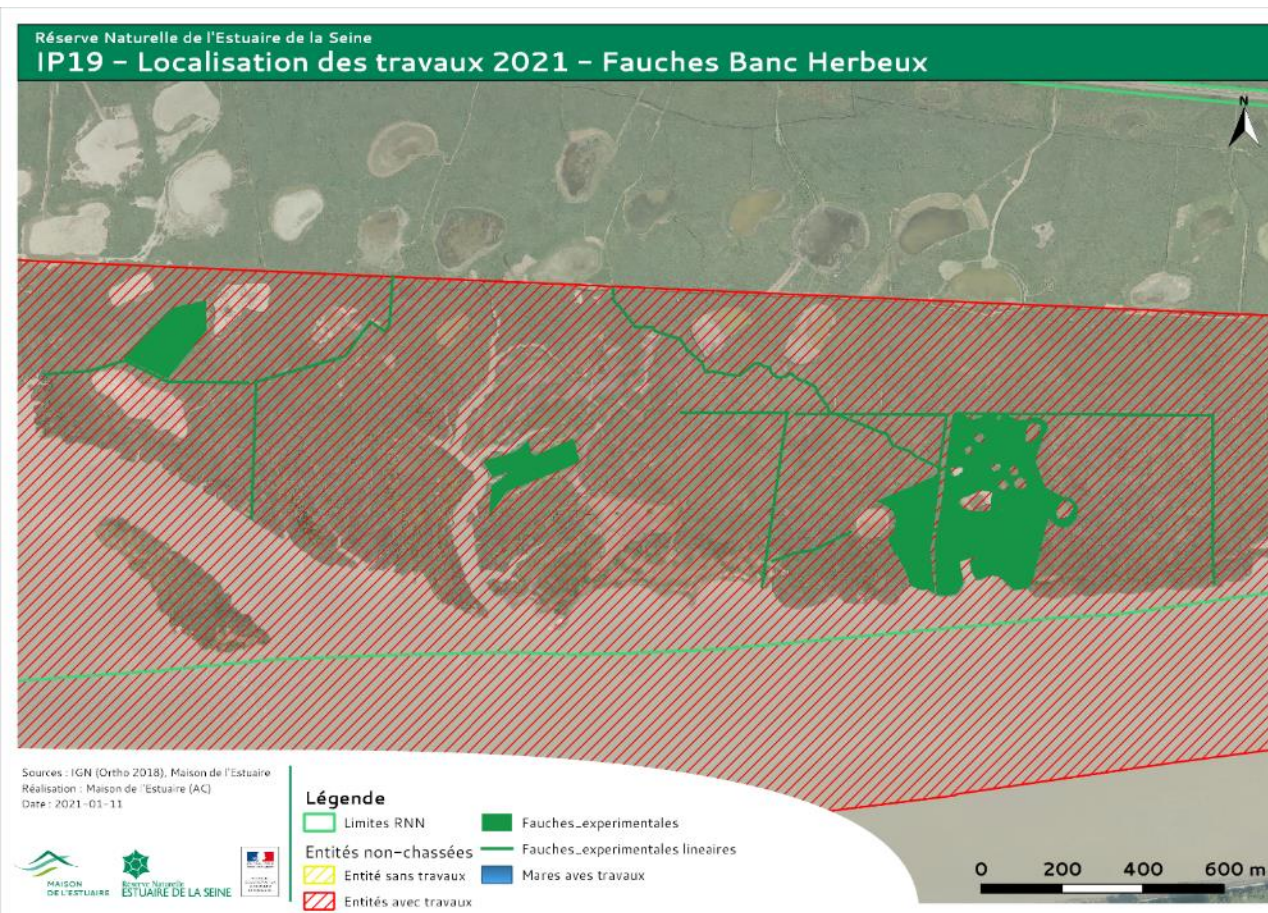 Réserve Naturelle de l'Estuaire de la Seine
IP19 – Localisation des travaux 2021 – Fauches Banc Herbeux
N
Sources : IGN (Ortho 2018), Maison de l'Estuaire
Réalisation : Maison de l'Estuaire (AC)
Date : 2021-01-11
Légende
Limites RNN
Entités non-chassées
Entité sans travaux
Entités avec travaux
Fauches_experimentales
Fauches_experimentales lineaires
Mares aves travaux
MAISON
DE L'ESTUAIRE
Réserve Naturelle
ESTUAIRE DE LA SEINE
0 200 400 600 m